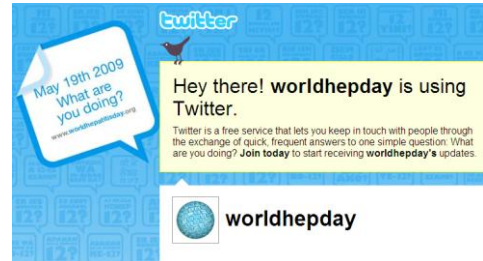 twitter
May 19th 2009
What are
you doing?
www.worldhepatitisday.org
Hey there! worldhepday is using
Twitter.
Twitter is a free service that lets you keep in touch with people through
the exchange of quick, frequent answers to one simple question: What
are you doing? Join today to start receiving worldhepday's updates.
worldhepday